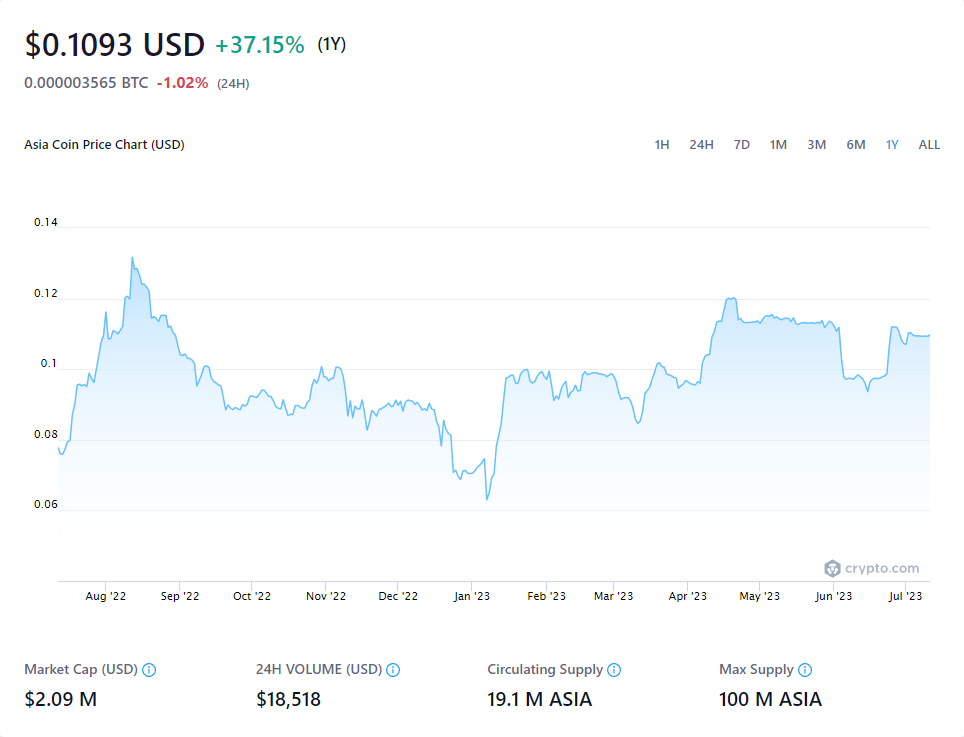 $0.1093 USD +37.15% (1Y)
0.000003565 BTC -1.02% (24H)
Asia Coin Price Chart (USD) 1H 24H 7D 1M 3M 6M 1Y ALL
0.14
0.12
0.1
0.08
0.06
crypto.com
Aug '22 Sep '22 Oct '22 Nov '22 Dec '22 Jan '23 Feb '23 Mar '23 Apr '23 May '23 Jun '23 Jul '23
Market Cap (USD) 24H VOLUME (USD) Circulating Supply Max Supply
$2.09 M $18,518 19.1 M ASIA 100 M ASIA